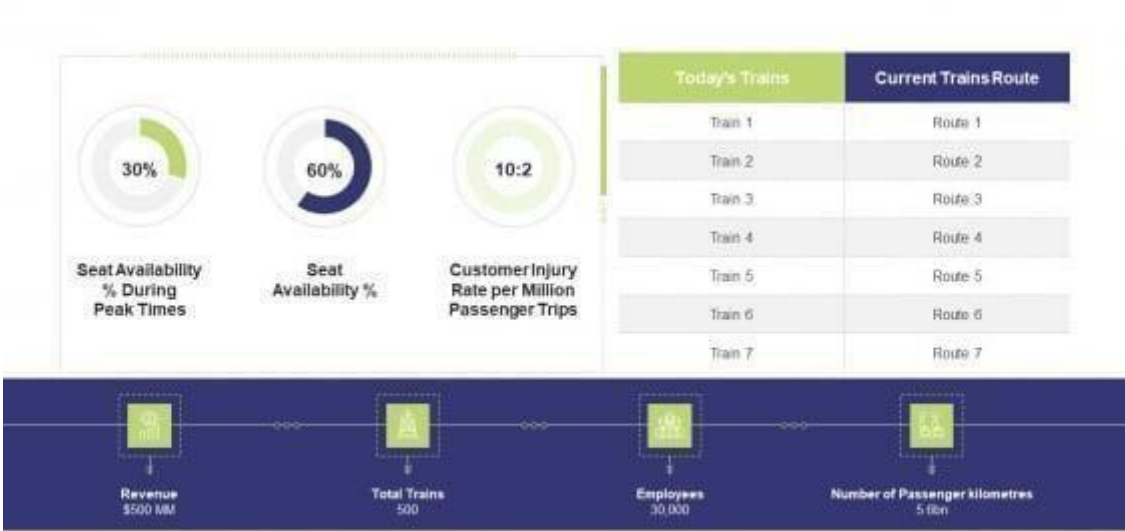 30%
60%
10:2
Seat Availability
% During
Peak Times
Seat
Availability %
Customer Injury
Rate per Million
Passenger Trips
Today's Trains Current Trains Route
Train 1 Route 1
Train 2 Route 2
Train 3 Route 3
Train 4 Route 4
Train 5 Route 5
Train 6 Route 6
Train 7 Route 7
Revenue
$500 MM
Total Trains
500
Employees
30,000
Number of Passenger kilometres